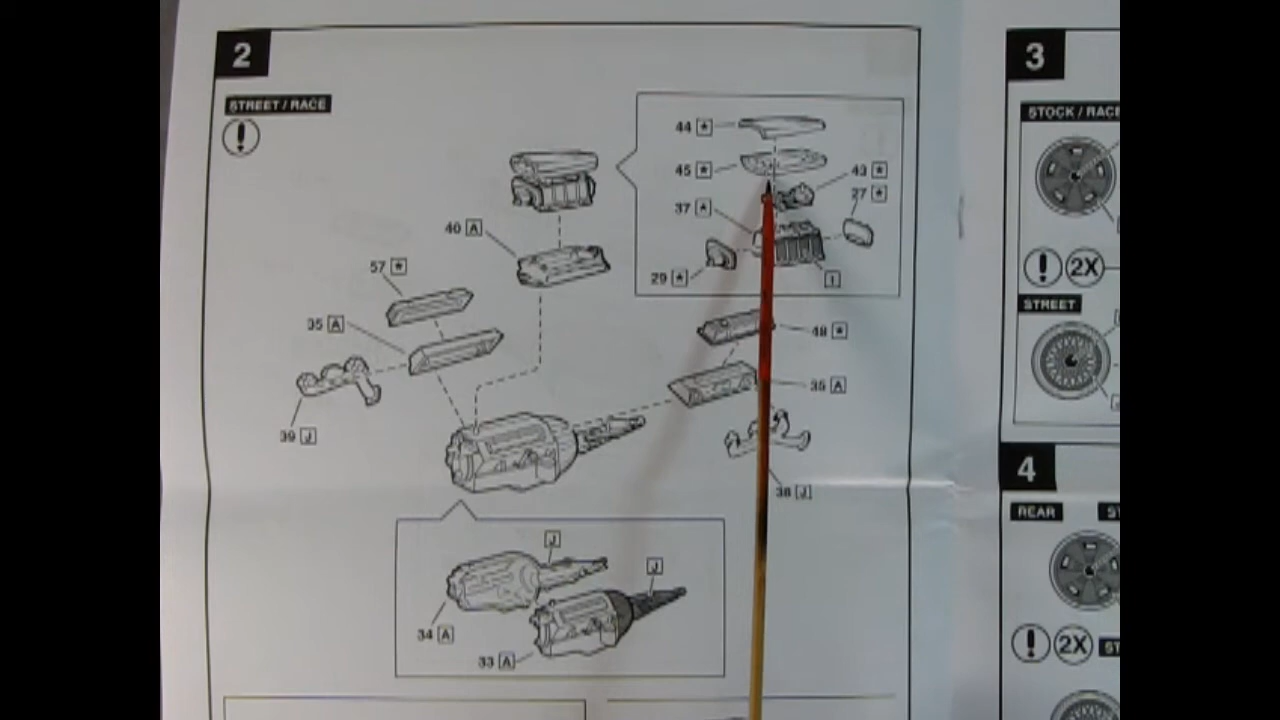 2
STREET / RACE
!
44 ★
45 ★
43 ★
27 ★
37 ★
29 ★
I
40 A
57 ★
35 A
39 J
48 ★
35 A
38 J
J
J
34 A
33 A
3
STOCK / RACE
! 2X
STREET
4
REAR
! 2X